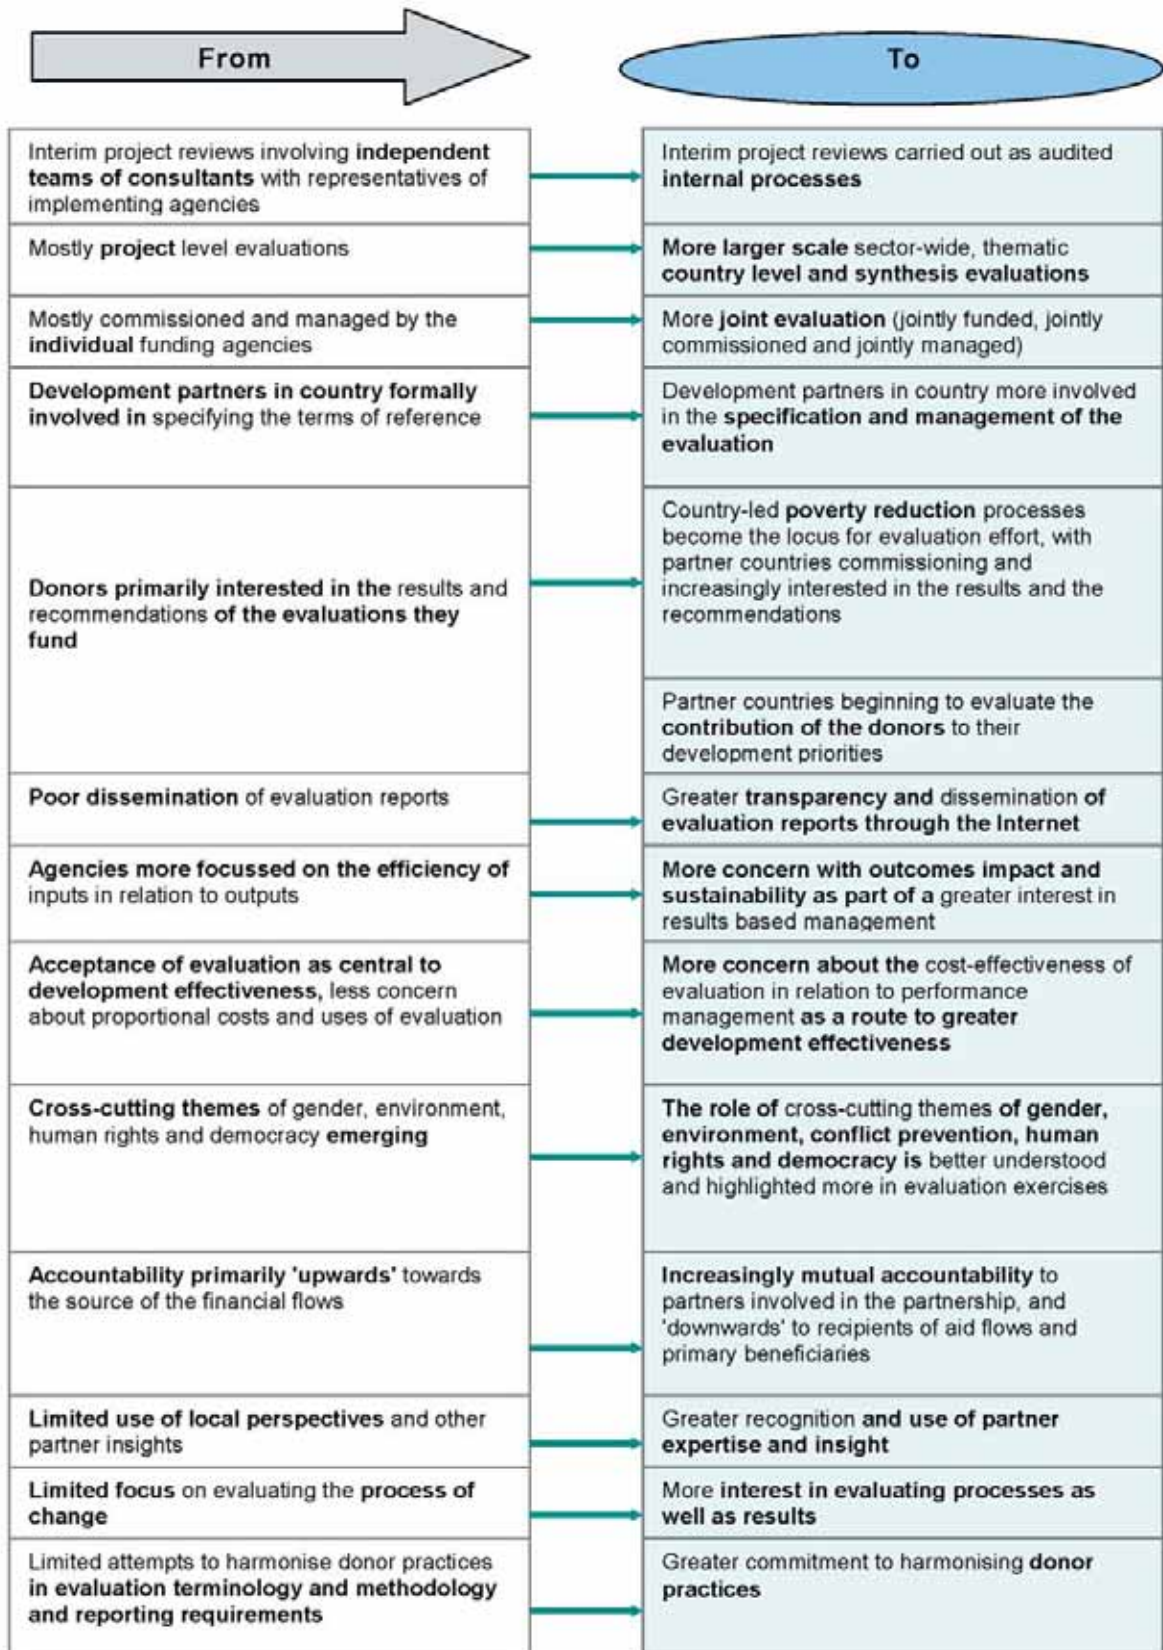 From
To
Interim project reviews involving independent
teams of consultants with representatives of
implementing agencies
Interim project reviews carried out as audited
internal processes
Mostly project level evaluations
More larger scale sector-wide, thematic
country level and synthesis evaluations
Mostly commissioned and managed by the
individual funding agencies
More joint evaluation (jointly funded, jointly
commissioned and jointly managed)
Development partners in country formally
involved in specifying the terms of reference
Development partners in country more involved
in the specification and management of the
evaluation
Donors primarily interested in the results and
recommendations of the evaluations they
fund
Country-led poverty reduction processes
become the locus for evaluation effort, with
partner countries commissioning and
increasingly interested in the results and the
recommendations
Partner countries beginning to evaluate the
contribution of the donors to their
development priorities
Poor dissemination of evaluation reports
Greater transparency and dissemination of
evaluation reports through the Internet
Agencies more focussed on the efficiency of
inputs in relation to outputs
More concern with outcomes impact and
sustainability as part of a greater interest in
results based management
Acceptance of evaluation as central to
development effectiveness, less concern
about proportional costs and uses of evaluation
More concern about the cost-effectiveness of
evaluation in relation to performance
management as a route to greater
development effectiveness
Cross-cutting themes of gender, environment,
human rights and democracy emerging
The role of cross-cutting themes of gender,
environment, conflict prevention, human
rights and democracy is better understood
and highlighted more in evaluation exercises
Accountability primarily 'upwards' towards
the source of the financial flows
Increasingly mutual accountability to
partners involved in the partnership, and
'downwards' to recipients of aid flows and
primary beneficiaries
Limited use of local perspectives and other
partner insights
Greater recognition and use of partner
expertise and insight
Limited focus on evaluating the process of
change
More interest in evaluating processes as
well as results
Limited attempts to harmonise donor practices
in evaluation terminology and methodology
and reporting requirements
Greater commitment to harmonising donor
practices